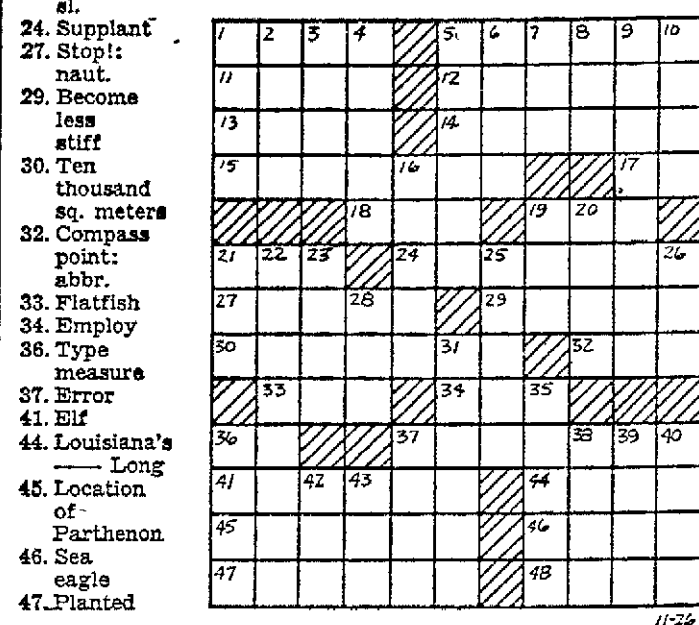 sl.
24. Supplant
27. Stop!:
naut.
29. Become
less
stiff
30. Ten
thousand
sq. meters
32. Compass
point:
abbr.
33. Flatfish
34. Employ
36. Type
measure
37. Error
41. Elf
44. Louisiana's
—— Long
45. Location
of
Parthenon
46. Sea
eagle
47. Planted
1 2 3 4 5 6 7 8 9 10
11 12
13 14
15 16 17
18 19 20
21 22 23 24 25 26
27 28 29
30 31 32
33 34 35
36 37 38 39 40
41 42 43 44
45 46
47 48
11-26